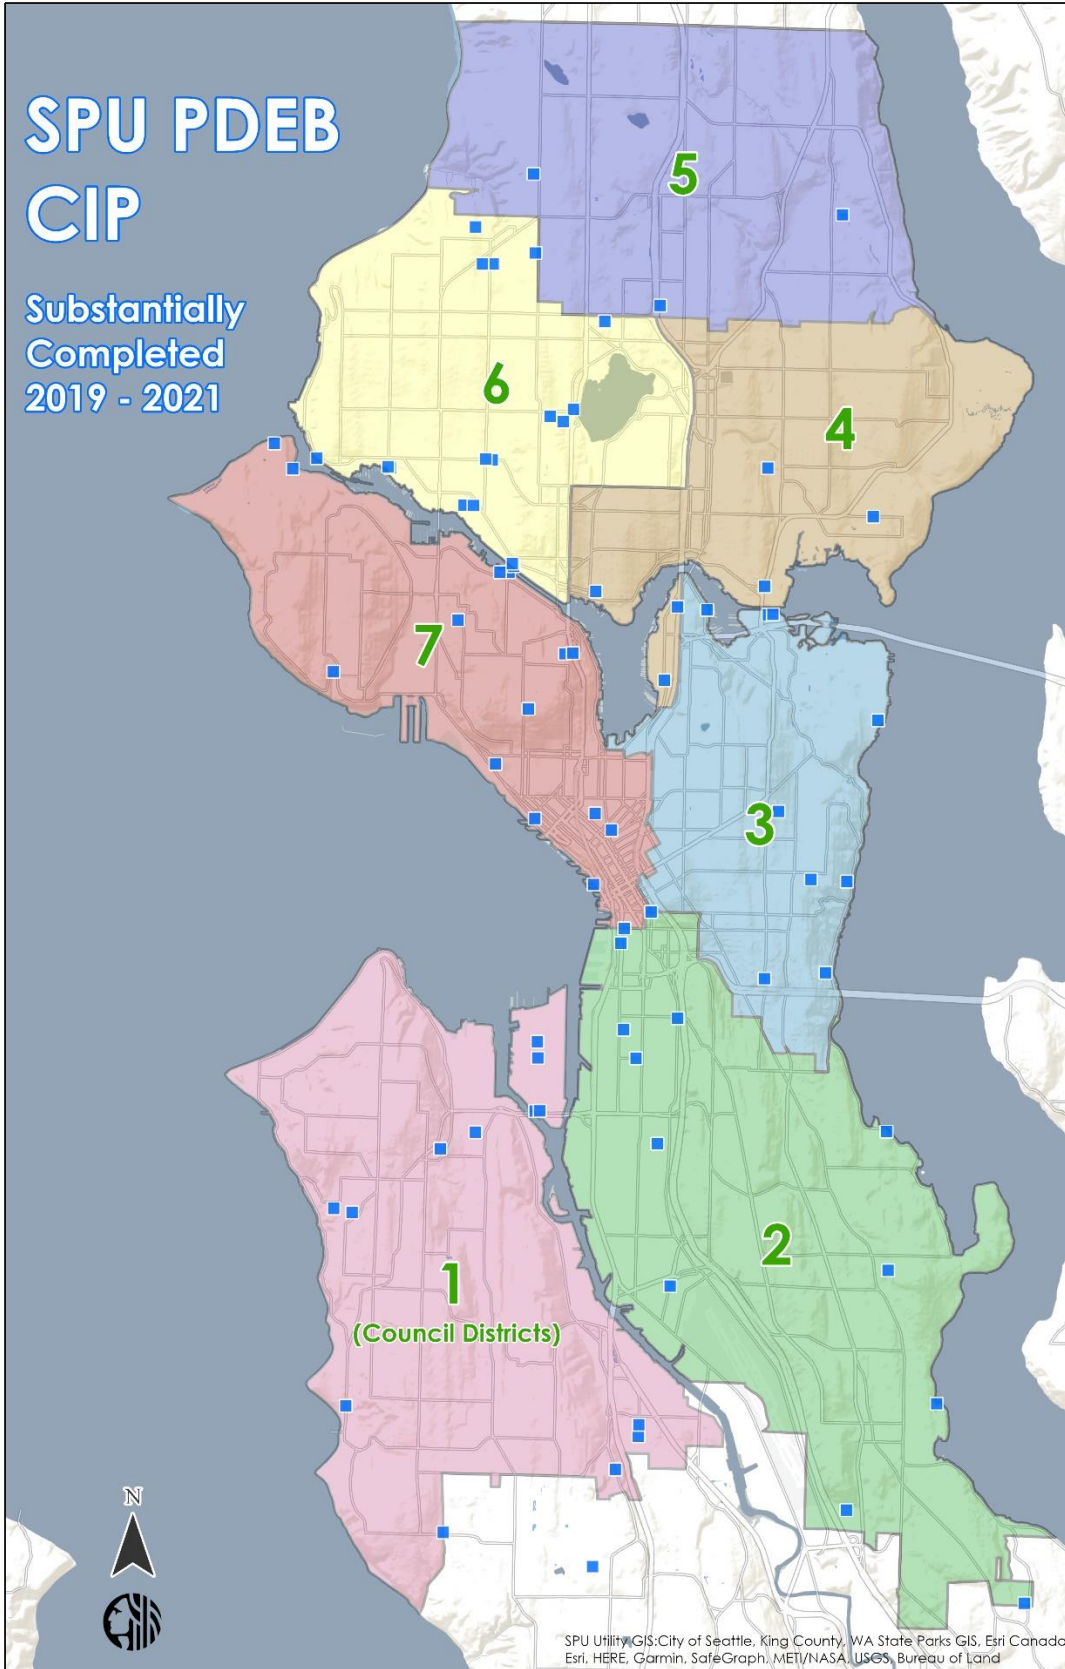 SPU PDEB
CIP
Substantially
Completed
2019 - 2021
5
6
4
7
3
2
1
(Council Districts)
N
SPU Utility GIS:City of Seattle, King County, WA State Parks GIS, Esri Canada
Esri, HERE, Garmin, SafeGraph, METI/NASA, USGS, Bureau of Land